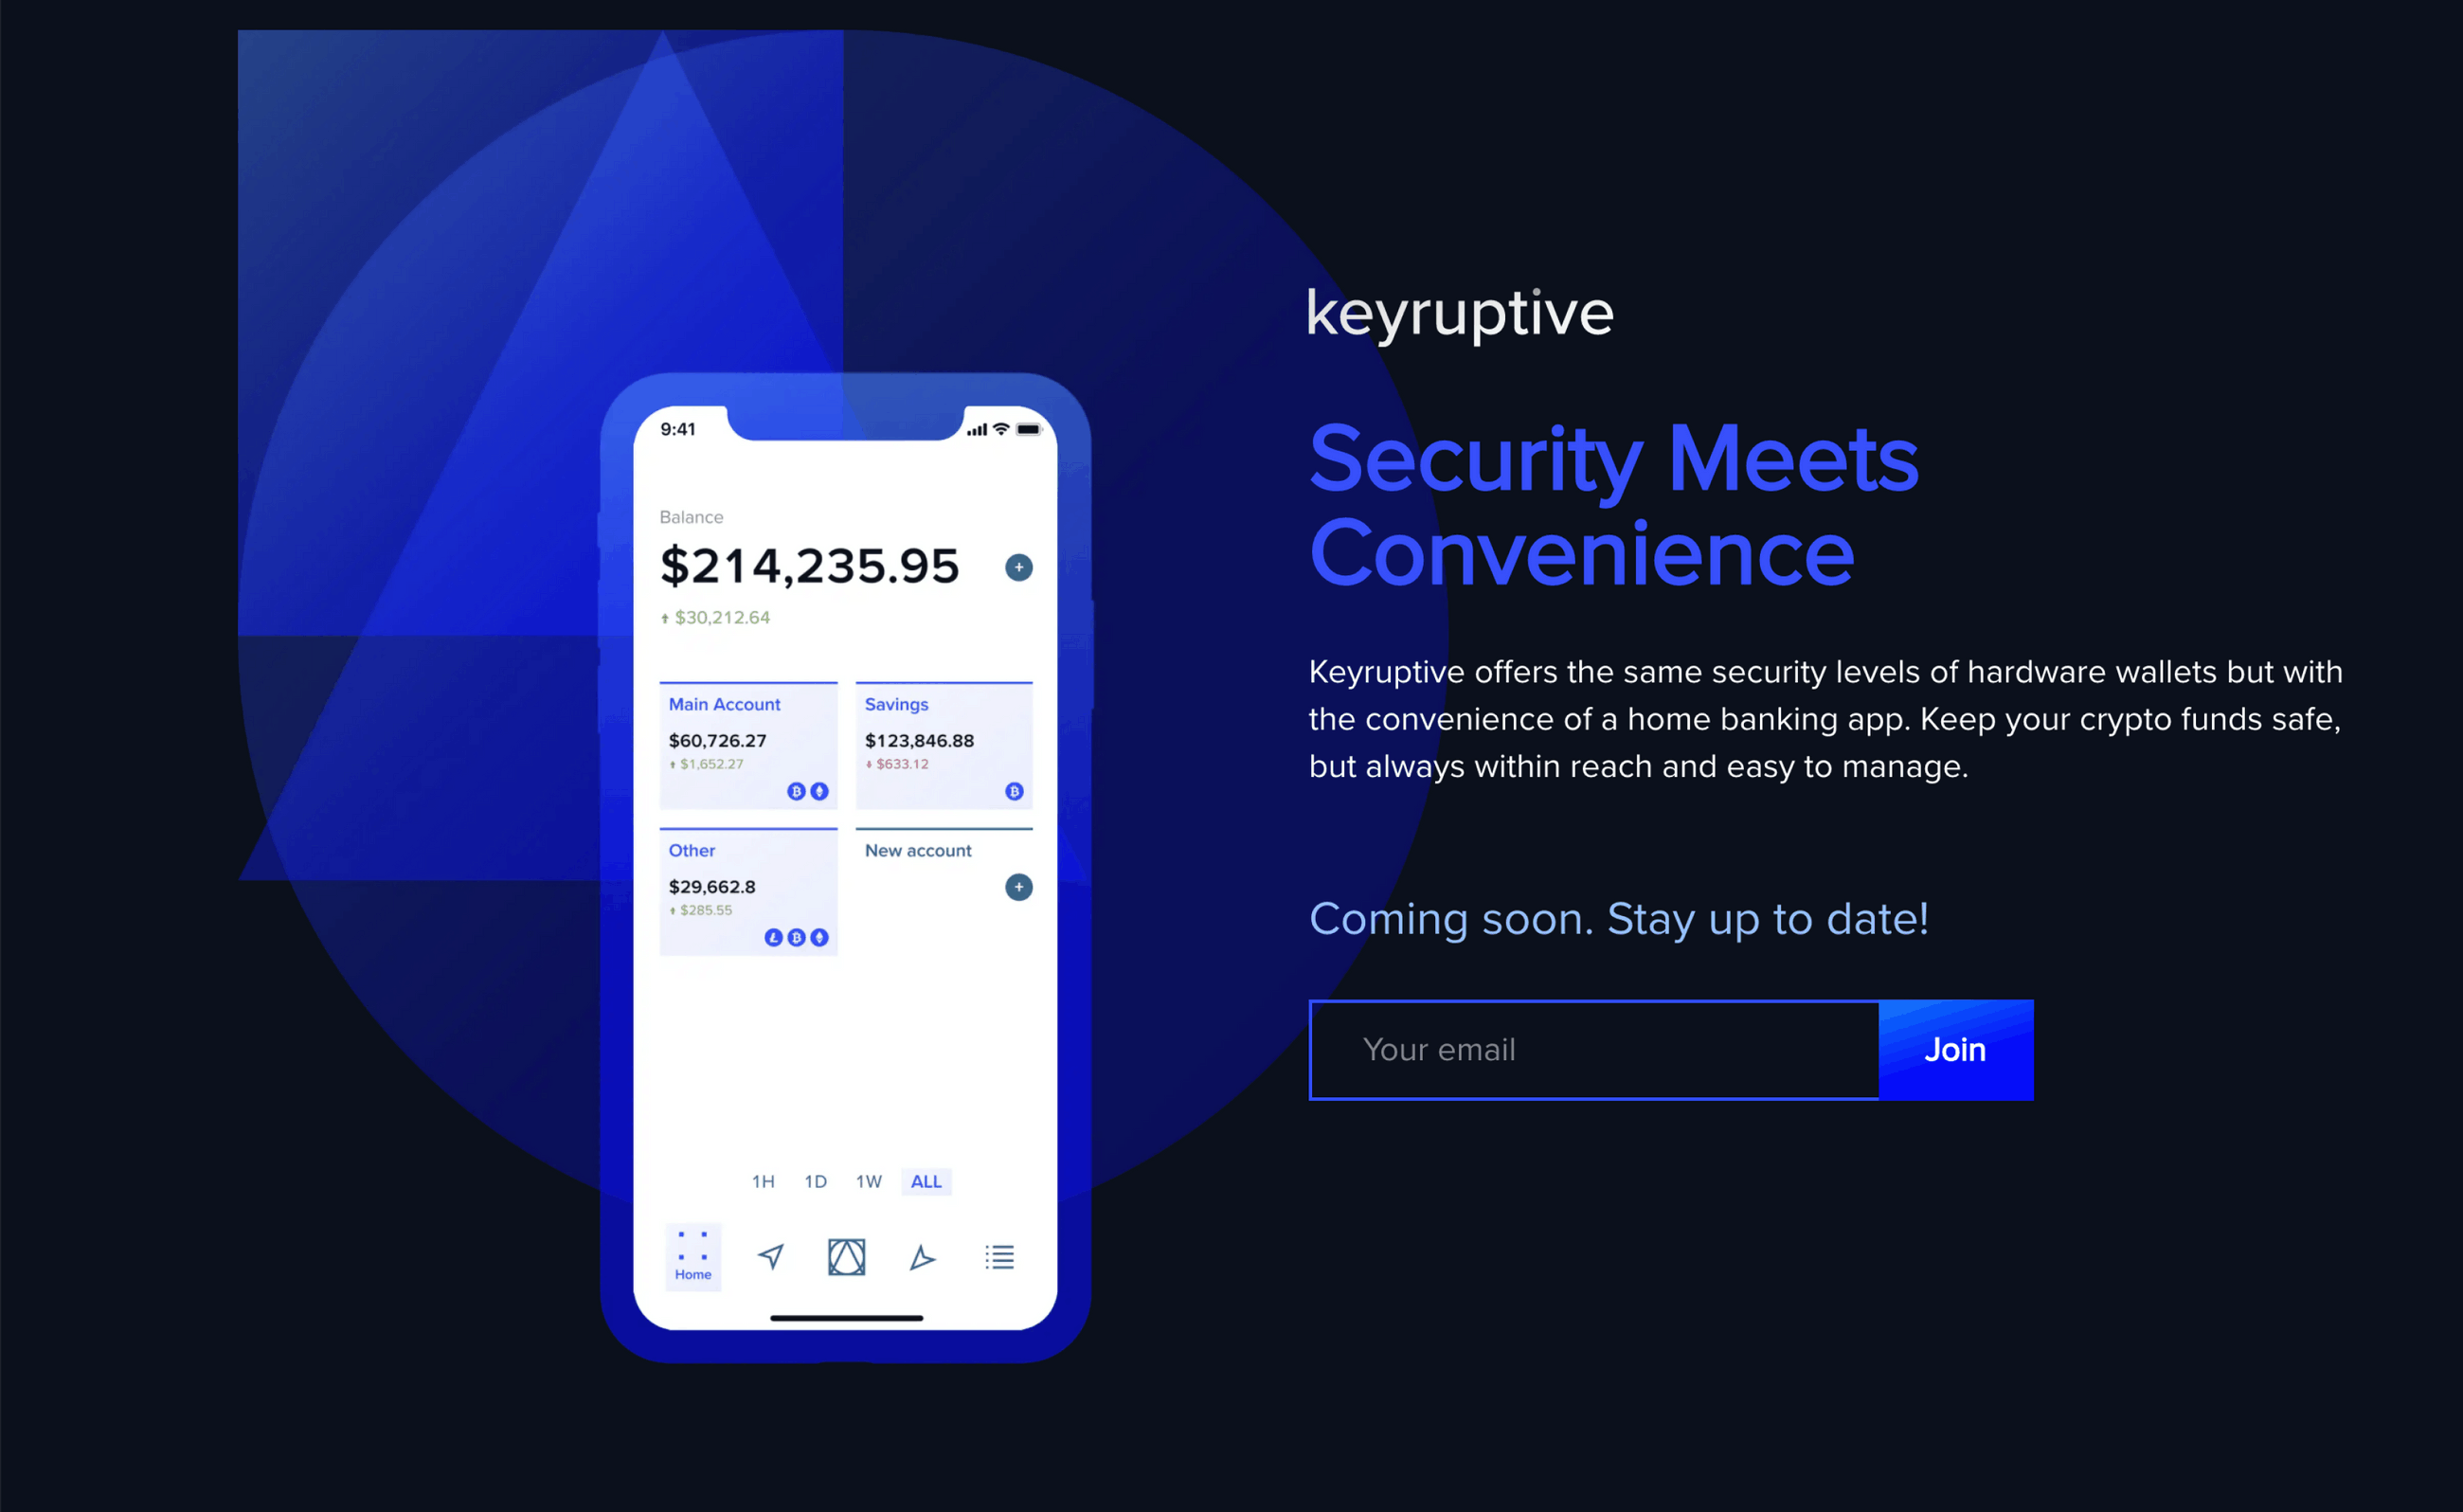 9:41
Balance
$214,235.95
$30,212.64
Main Account
$60,726.27
$1,652.27
Savings
$123,846.88
$633.12
Other
$29,662.8
$285.55
New account
1H 1D 1W ALL
Home
keyruptive
Security Meets
Convenience
Keyruptive offers the same security levels of hardware wallets but with
the convenience of a home banking app. Keep your crypto funds safe,
but always within reach and easy to manage.
Coming soon. Stay up to date!
Your email
Join